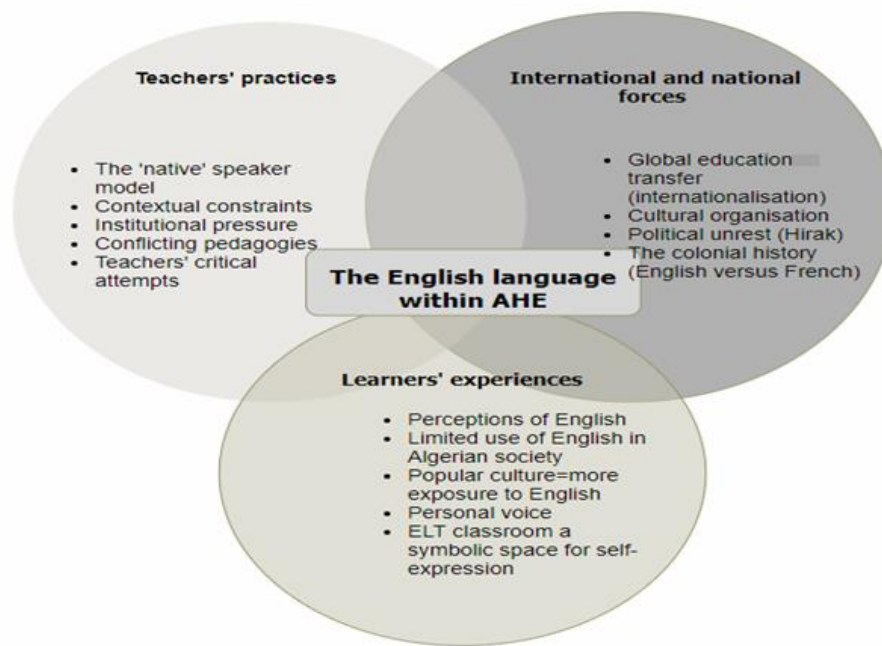 Teachers' practices
• The 'native' speaker
model
• Contextual constraints
• Institutional pressure
• Conflicting pedagogies
• Teachers' critical
attempts
International and national
forces
• Global education
transfer
(internationalisation)
• Cultural organisation
• Political unrest (Hirak)
• The colonial history
(English versus French)
The English language
within AHE
Learners' experiences
• Perceptions of English
• Limited use of English in
Algerian society
• Popular culture=more
exposure to English
• Personal voice
• ELT classroom a
symbolic space for self-
expression